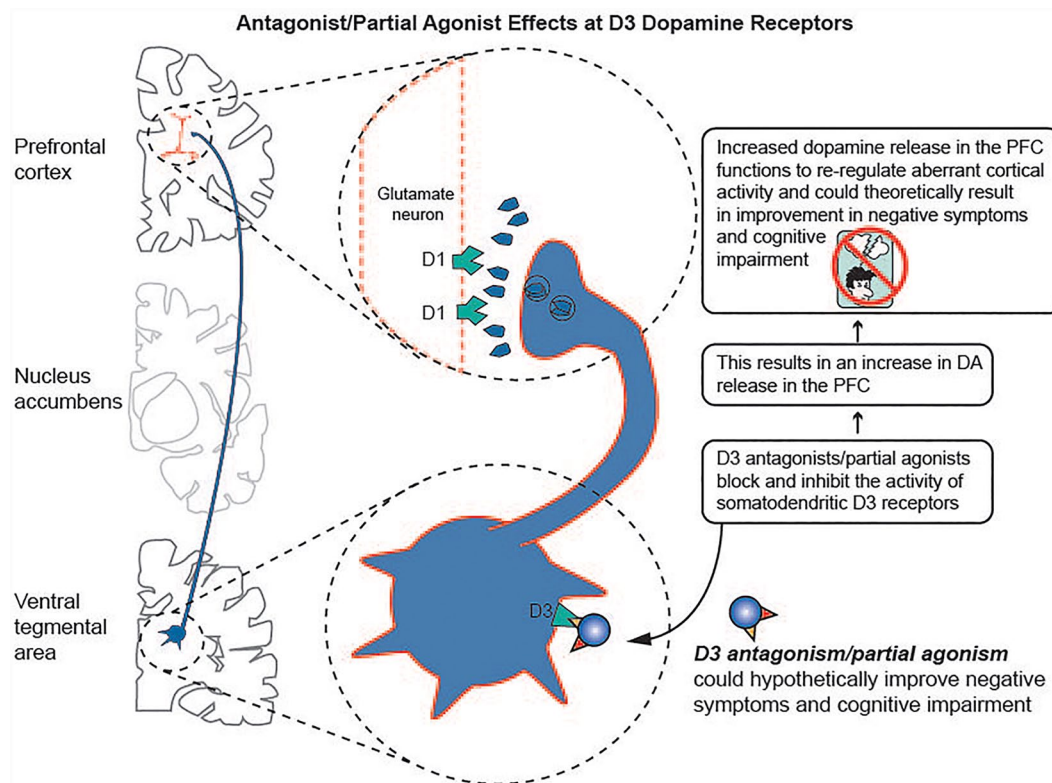 Antagonist/Partial Agonist Effects at D3 Dopamine Receptors
Prefrontal
cortex
Nucleus
accumbens
Ventral
tegmental
area
Glutamate
neuron
D1
D1
D3
Increased dopamine release in the PFC
functions to re-regulate aberrant cortical
activity and could theoretically result
in improvement in negative symptoms
and cognitive
impairment
This results in an increase in DA
release in the PFC
D3 antagonists/partial agonists
block and inhibit the activity of
somatodendritic D3 receptors
D3 antagonism/partial agonism
could hypothetically improve negative
symptoms and cognitive impairment